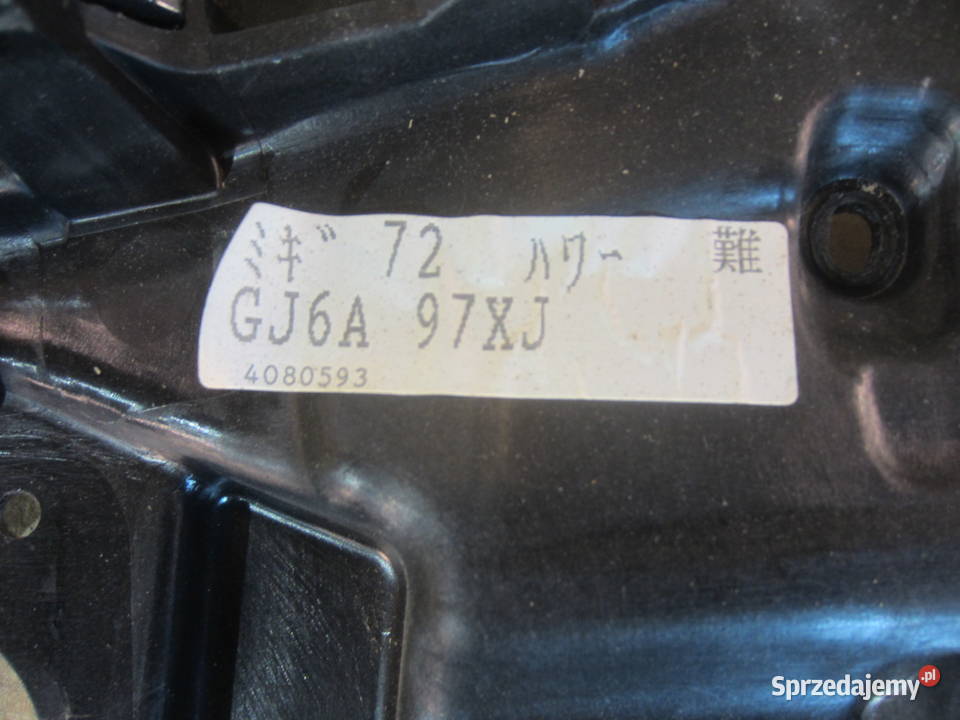 ﾐｷﾞ 72 ﾊﾜｰ 難
GJ6A 97XJ
4080593
Sprzedajemy.pl